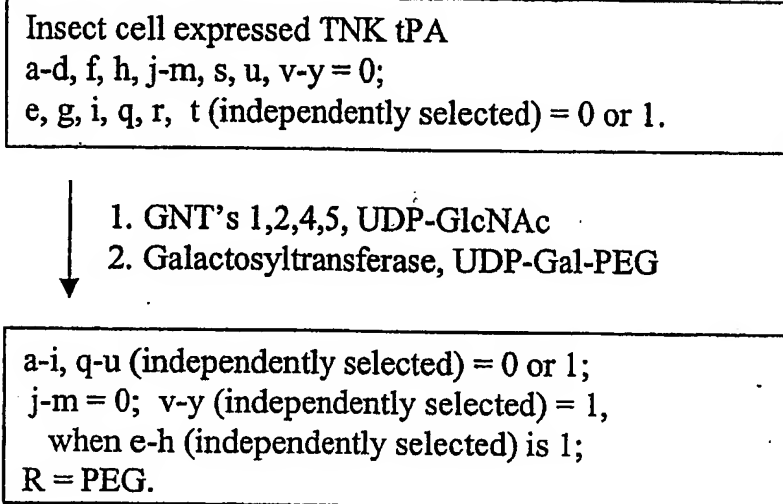 Insect cell expressed TNK tPA
a-d, f, h, j-m, s, u, v-y = 0;
e, g, i, q, r, t (independently selected) = 0 or 1.
1. GNT's 1,2,4,5, UDP-GlcNAc
2. Galactosyltransferase, UDP-Gal-PEG
a-i, q-u (independently selected) = 0 or 1;
j-m = 0; v-y (independently selected) = 1,
when e-h (independently selected) is 1;
R = PEG.